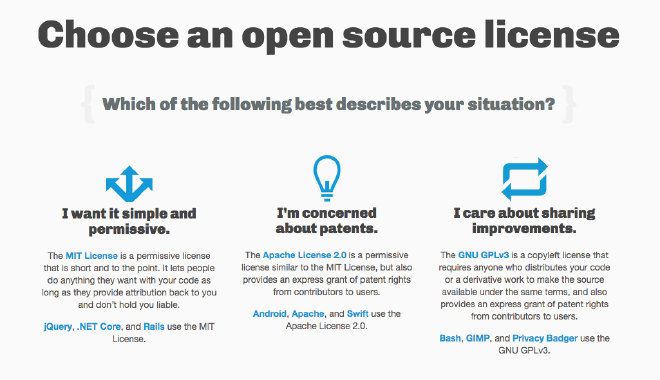 Choose an open source license
{ Which of the following best describes your situation? }
I want it simple and
permissive.
The MIT License is a permissive license
that is short and to the point. It lets people
do anything they want with your code as
long as they provide attribution back to you
and don't hold you liable.
jQuery, .NET Core, and Rails use the MIT
License.
I'm concerned
about patents.
The Apache License 2.0 is a permissive
license similar to the MIT License, but also
provides an express grant of patent rights
from contributors to users.
Android, Apache, and Swift use the
Apache License 2.0.
I care about sharing
improvements.
The GNU GPLv3 is a copyleft license that
requires anyone who distributes your code
or a derivative work to make the source
available under the same terms, and also
provides an express grant of patent rights
from contributors to users.
Bash, GIMP, and Privacy Badger use the
GNU GPLv3.